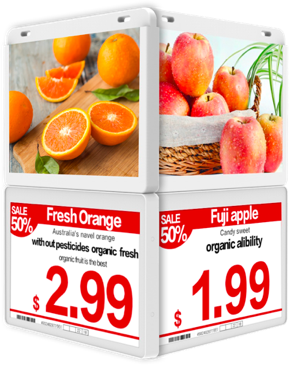 SALE
50%
Fresh Orange
Australia's navel orange
with out pesticides organic fresh
organic fruit is the best
$ 2.99
SALE
50%
Fuji apple
Candy sweet
organic alibility
$ 1.99